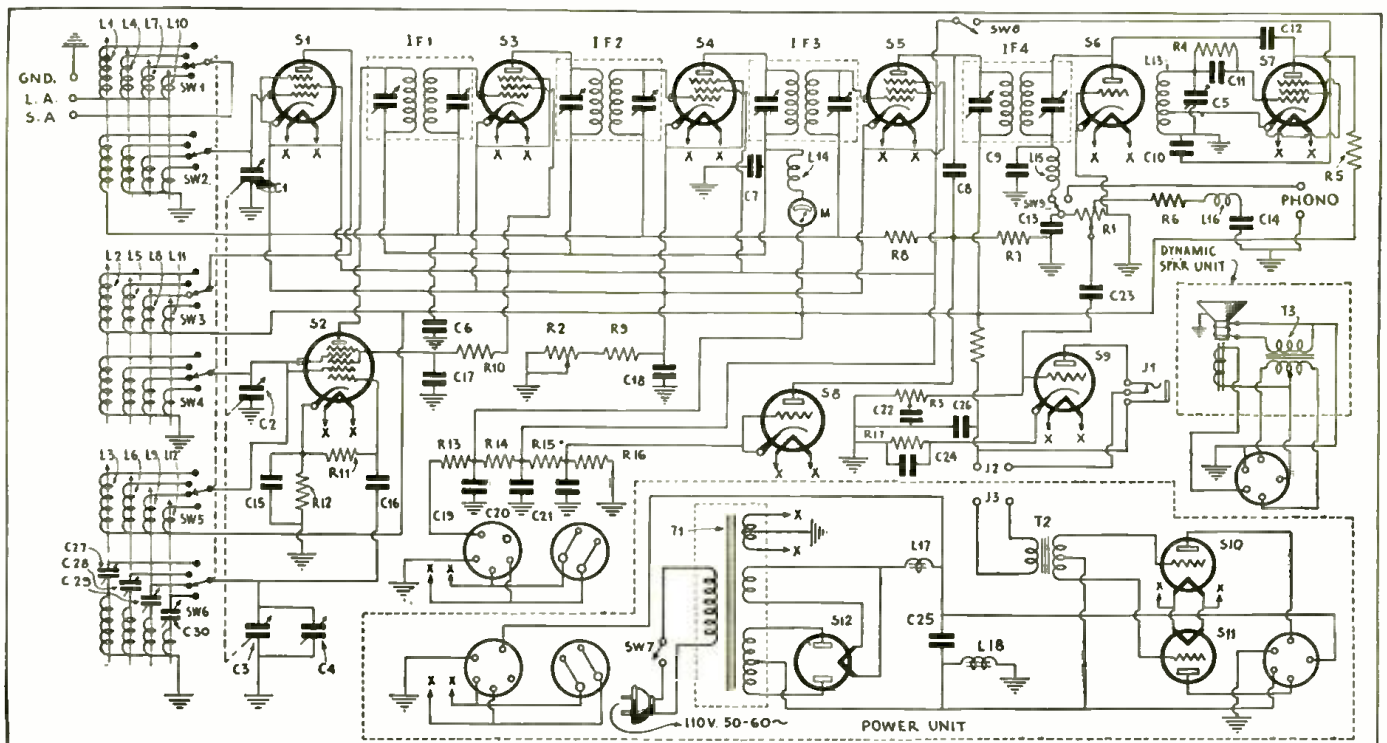 L1 L4 L7 L10
S1
IF1
S3
IF2
S4
IF3
S5
SW8
IF4
S6
C12
S7
R4
L13
C11
C5
GND.
L.A.
S.A
SW1
X X
X X
X X
X X
X X
X X
C10
R5
SW2
C1
C7
L14
M
C8
C9
L15
SW9
C13
R1
R6
L16
C14
PHONO
R8
R7
DYNAMIC
SPKR UNIT
L2 L5 L8 L11
SW3
S2
C6
R2
R9
C23
T3
C17
R10
C18
S9
J1
SW4
C2
X X
S8
X X
C22
R3
C26
X X
R17
C24
J2
L3 L6 L9 L12
SW5
C15
R11
R12
C16
R13
R14
R15
R16
C19
C20
C21
C27
C28
C29
SW6
C30
C3
C4
X X
T1
X
X
L17
J3
T2
S10
X X
S11
SW7
S12
C25
L18
X X
110V. 50-60~
POWER UNIT